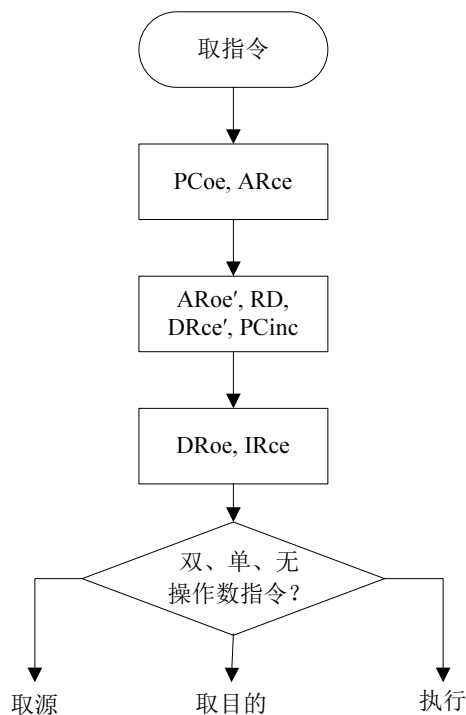 取指令
PCoe, ARce
ARoe′, RD,
DRce′, PCinc
DRoe, IRce
双、单、无
操作数指令？
取源
取目的
执行